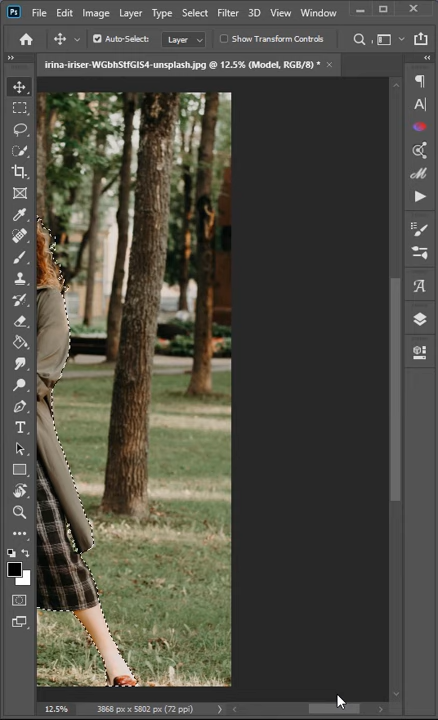 Ps File Edit Image Layer Type Select Filter 3D View Window
Auto-Select: Layer Show Transform Controls
irina-iriser-WGbhStfGIS4-unsplash.jpg @ 12.5% (Model, RGB/8) *
12.5% 3868 px x 5802 px (72 ppi)